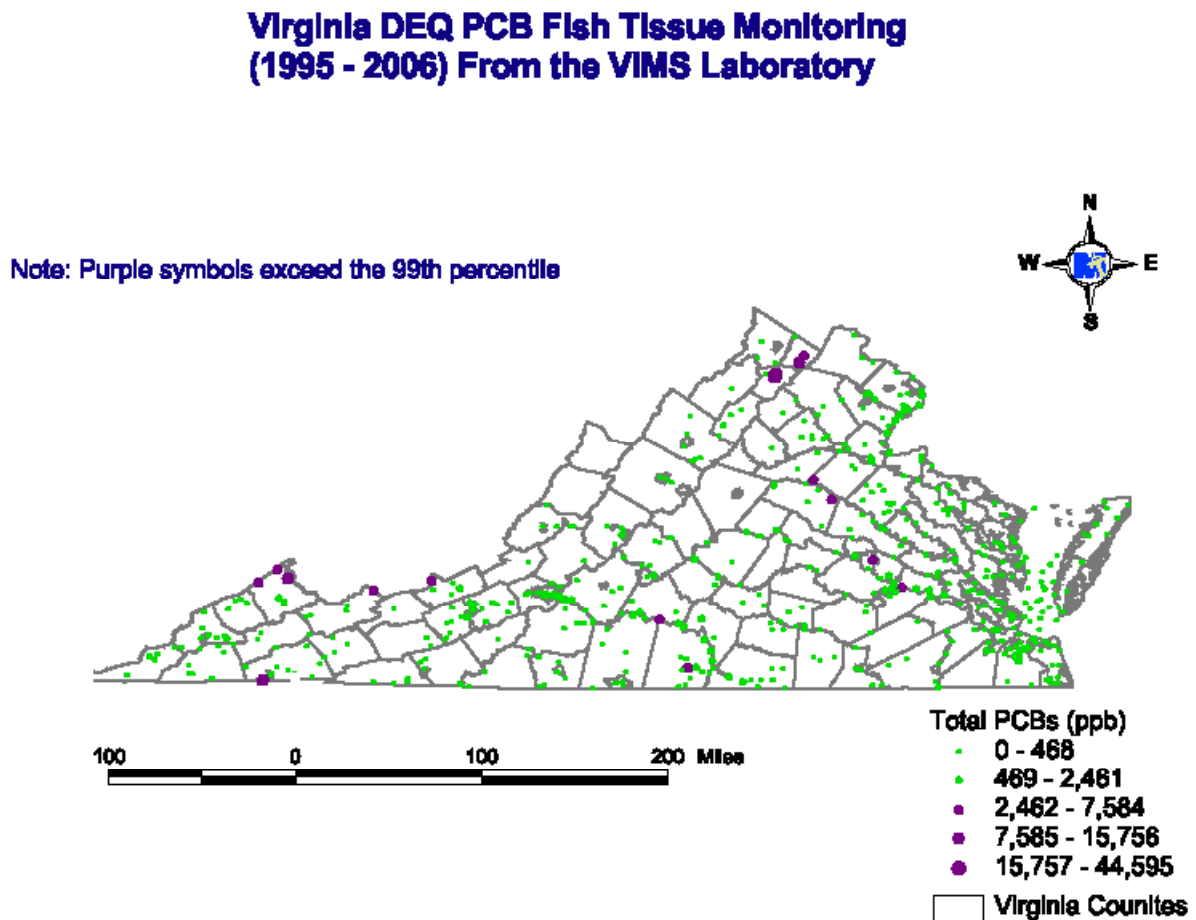 Virginia DEQ PCB Fish Tissue Monitoring
(1995 - 2006) From the VIMS Laboratory
N
Note: Purple symbols exceed the 99th percentile
W E
S
100 0 100 200 Miles
Total PCBs (ppb)
0 - 468
469 - 2,461
2,462 - 7,584
7,585 - 15,756
15,757 - 44,595
Virginia Counites